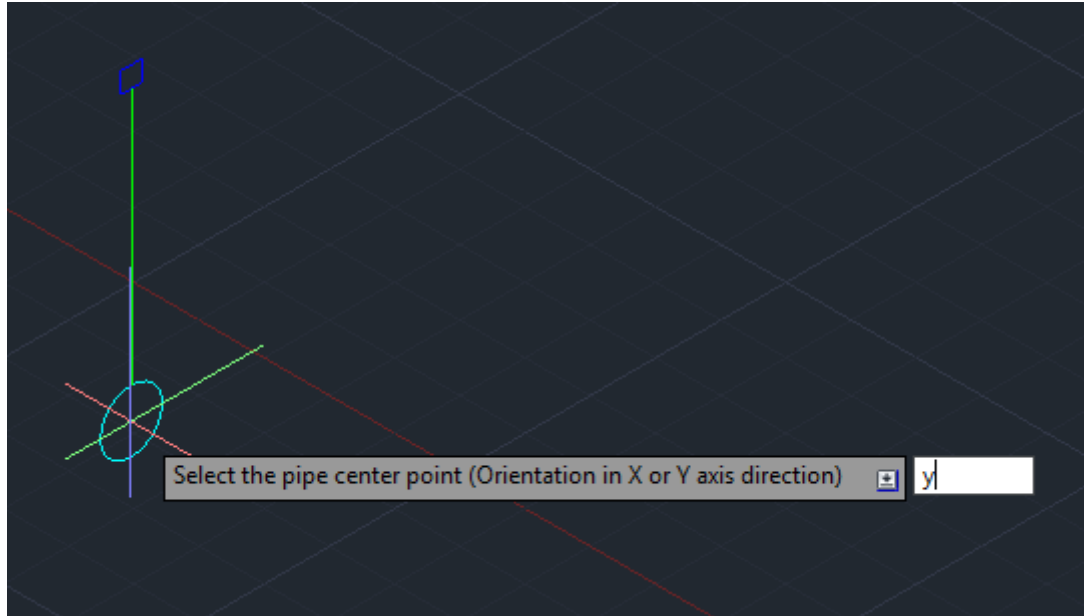 Select the pipe center point (Orientation in X or Y axis direction) y